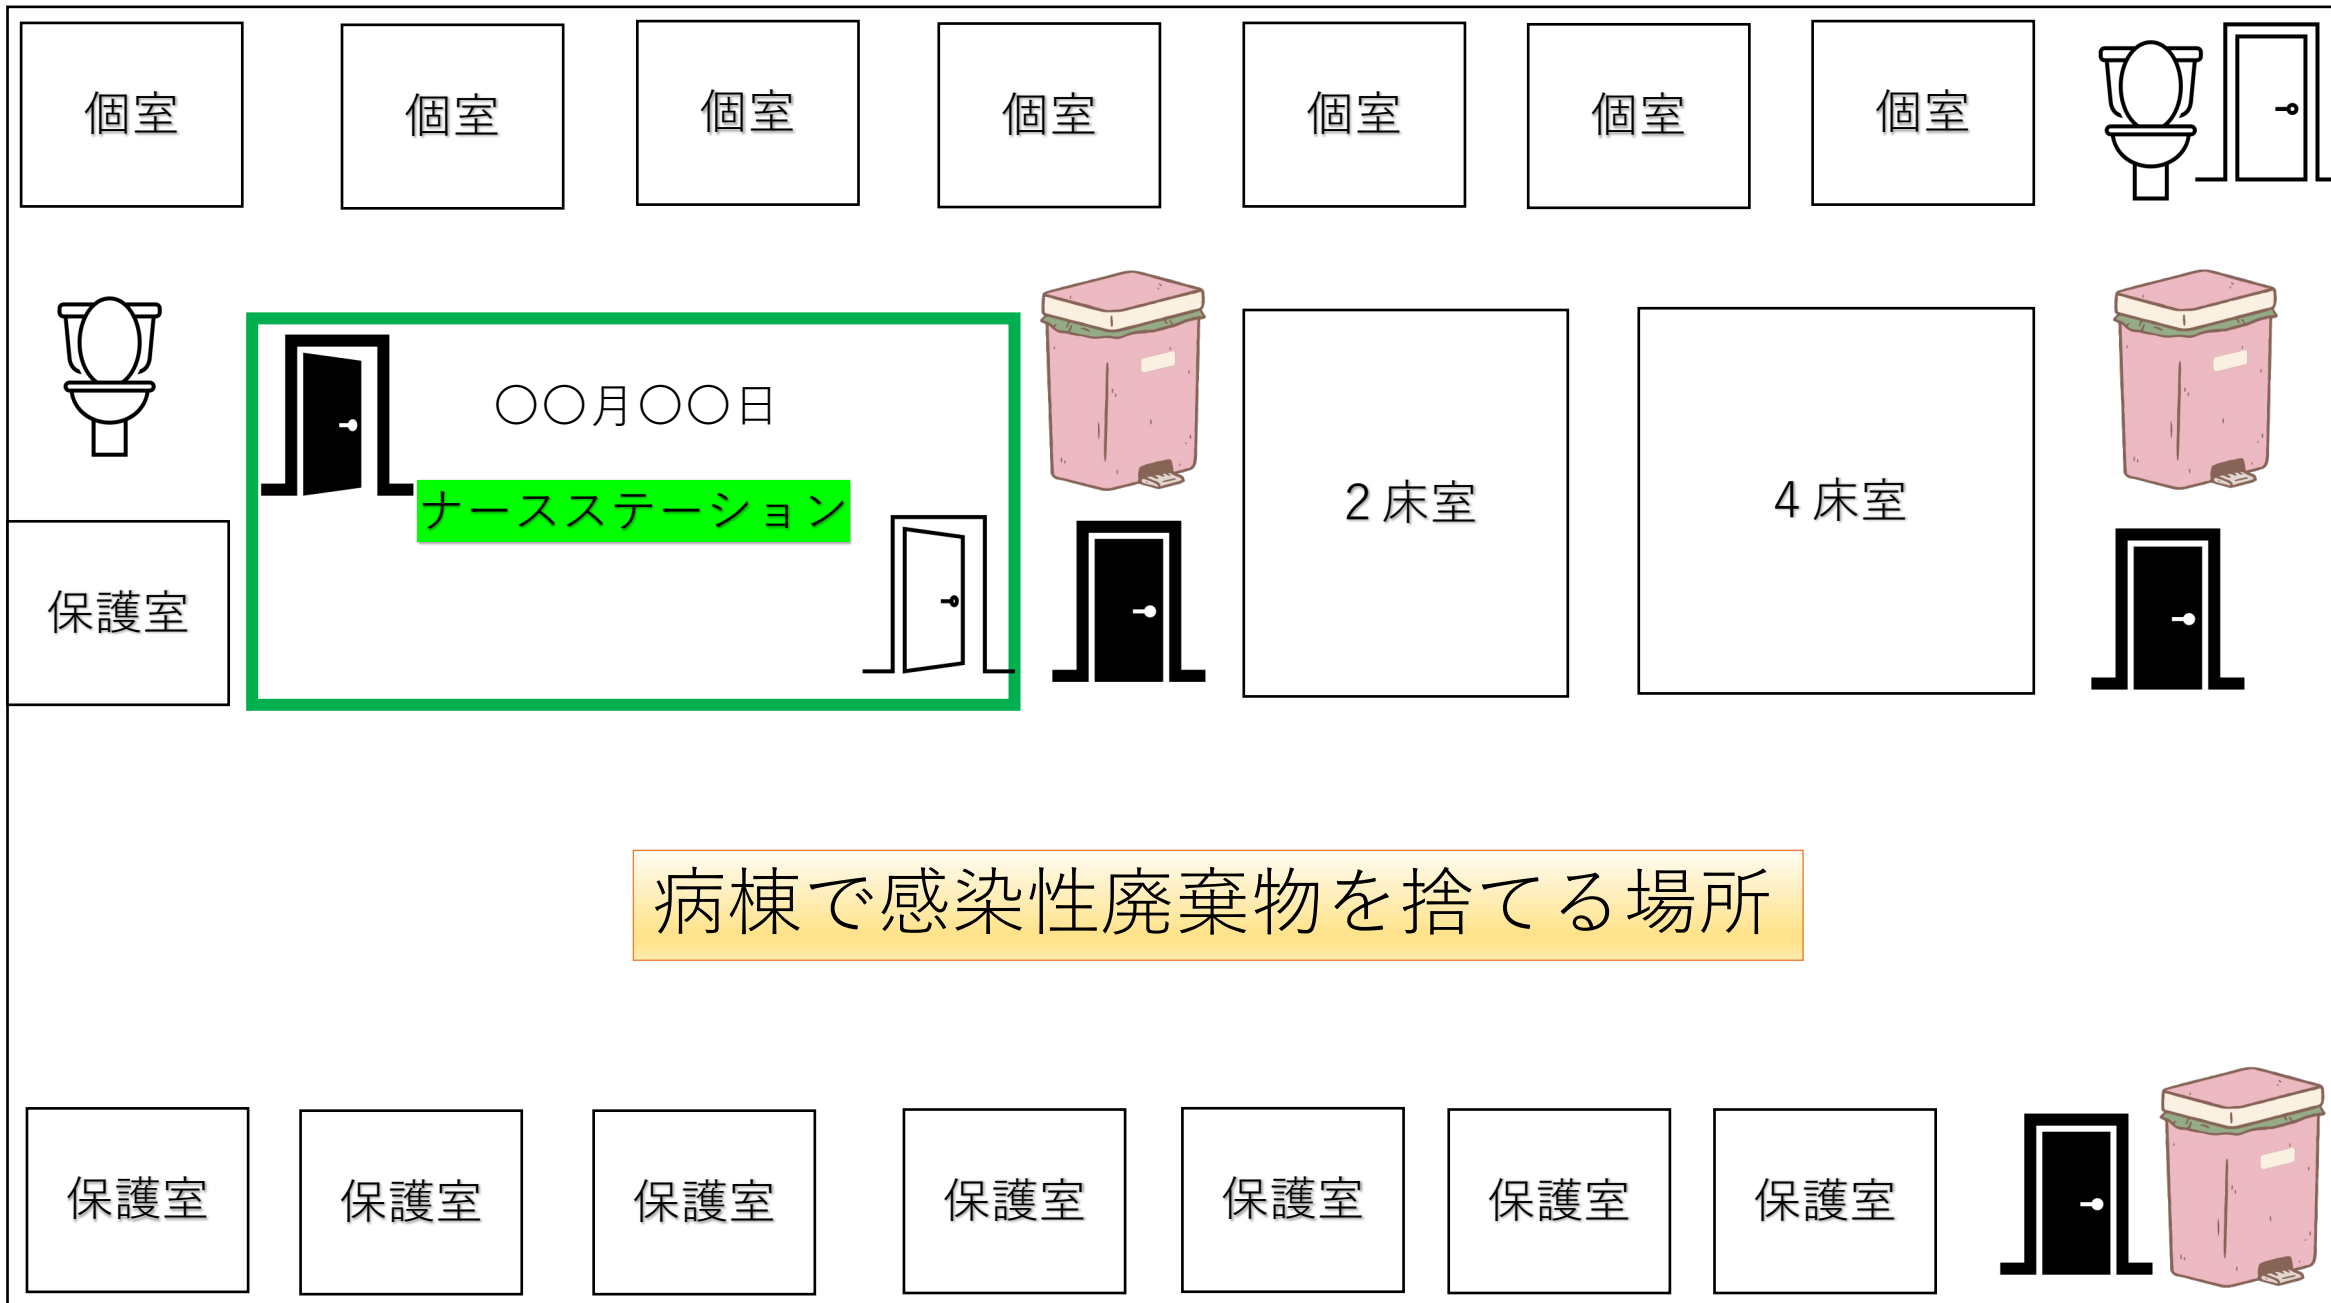 個室
個室
個室
個室
個室
個室
個室
〇〇月〇〇日
ナースステーション
２床室
４床室
保護室
病棟で感染性廃棄物を捨てる場所
保護室
保護室
保護室
保護室
保護室
保護室
保護室